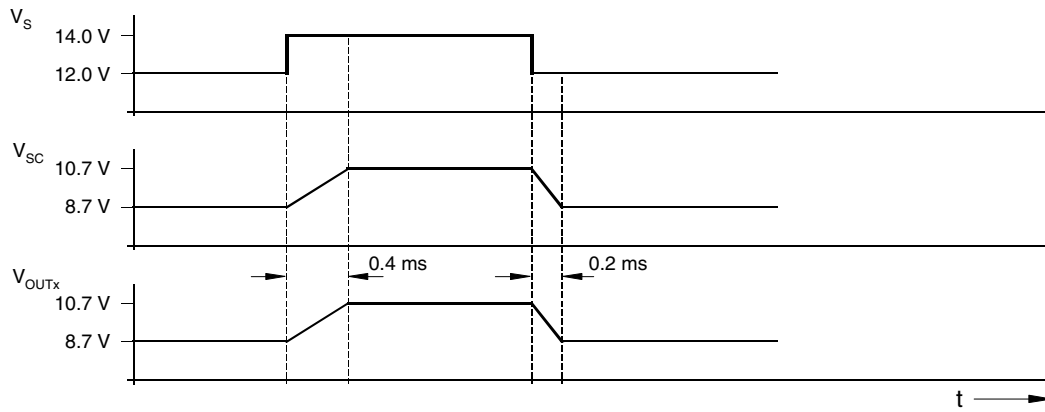 V_S
14.0 V
12.0 V
V_SC
10.7 V
8.7 V
0.4 ms 0.2 ms
V_OUTx
10.7 V
8.7 V
t